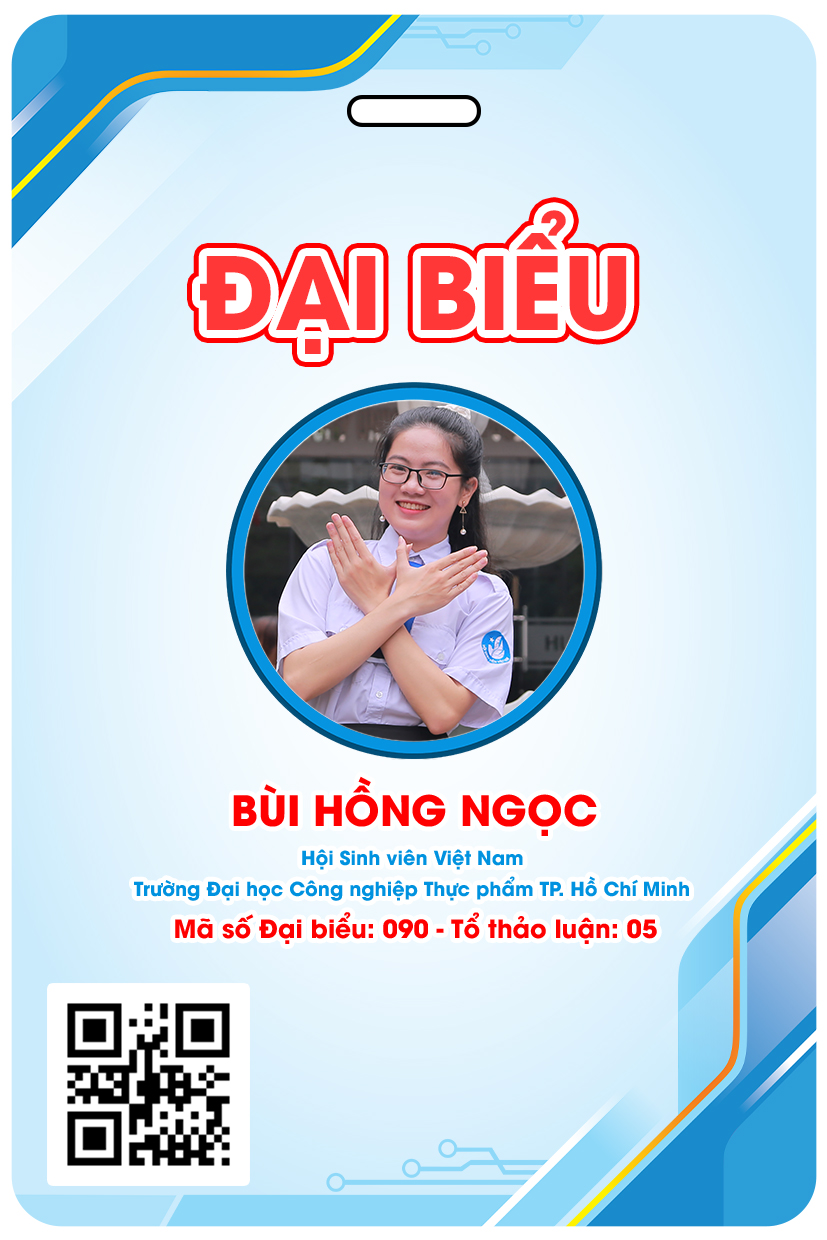 ĐẠI BIỂU
BÙI HỒNG NGỌC
Hội Sinh viên Việt Nam
Trường Đại học Công nghiệp Thực phẩm TP. Hồ Chí Minh
Mã số Đại biểu: 090 - Tổ thảo luận: 05